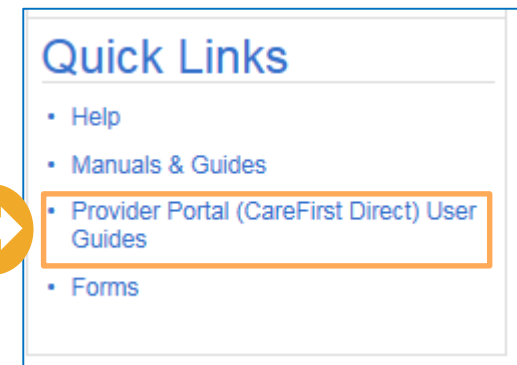 Quick Links
• Help
• Manuals & Guides
• Provider Portal (CareFirst Direct) User
Guides
• Forms